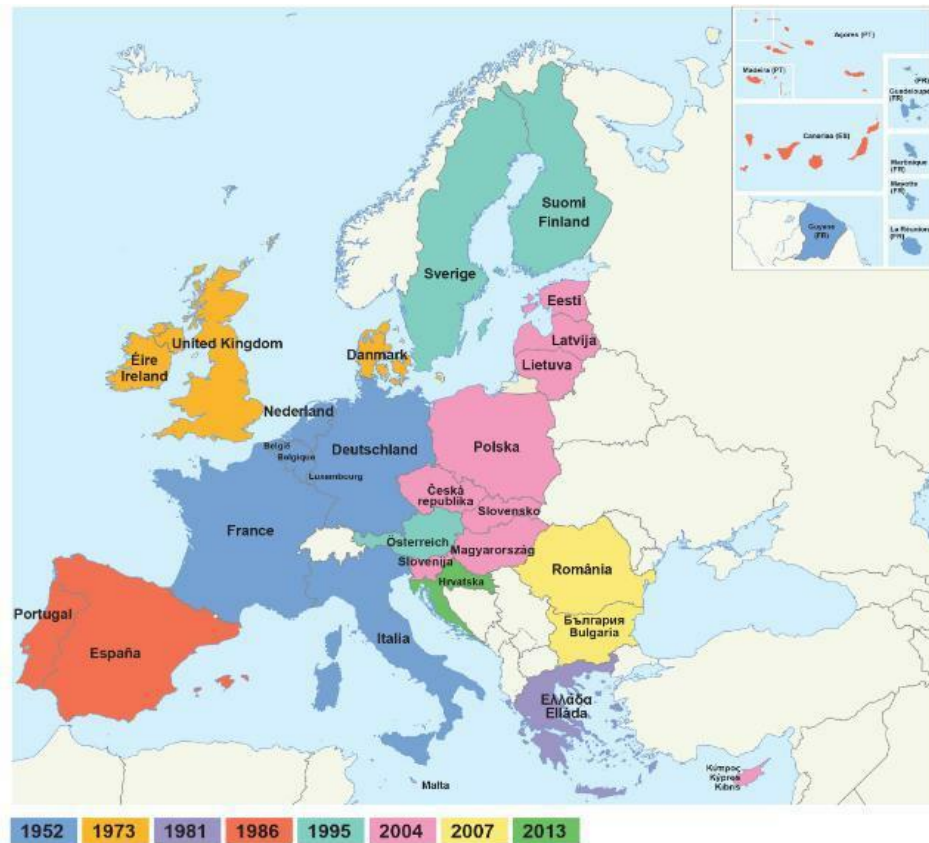 Açores (PT)
Madeira (PT)
(FR)
Guadeloupe
(FR)
Canarias (ES)
Martinique
(FR)
Mayotte
(FR)
Guyane
(FR)
La Réunion
(FR)
Suomi
Finland
Sverige
Eesti
Latvija
Lietuva
United Kingdom
Éire
Ireland
Danmark
Nederland
België
Belgique
Deutschland
Luxembourg
Polska
Česká
republika
Slovensko
France
Österreich
Magyarország
Slovenija
Hrvatska
România
България
Bulgaria
Portugal
España
Italia
Ελλάδα
Elláda
Malta
Κύπρος
Kýpros
Kıbrıs
1952
1973
1981
1986
1995
2004
2007
2013